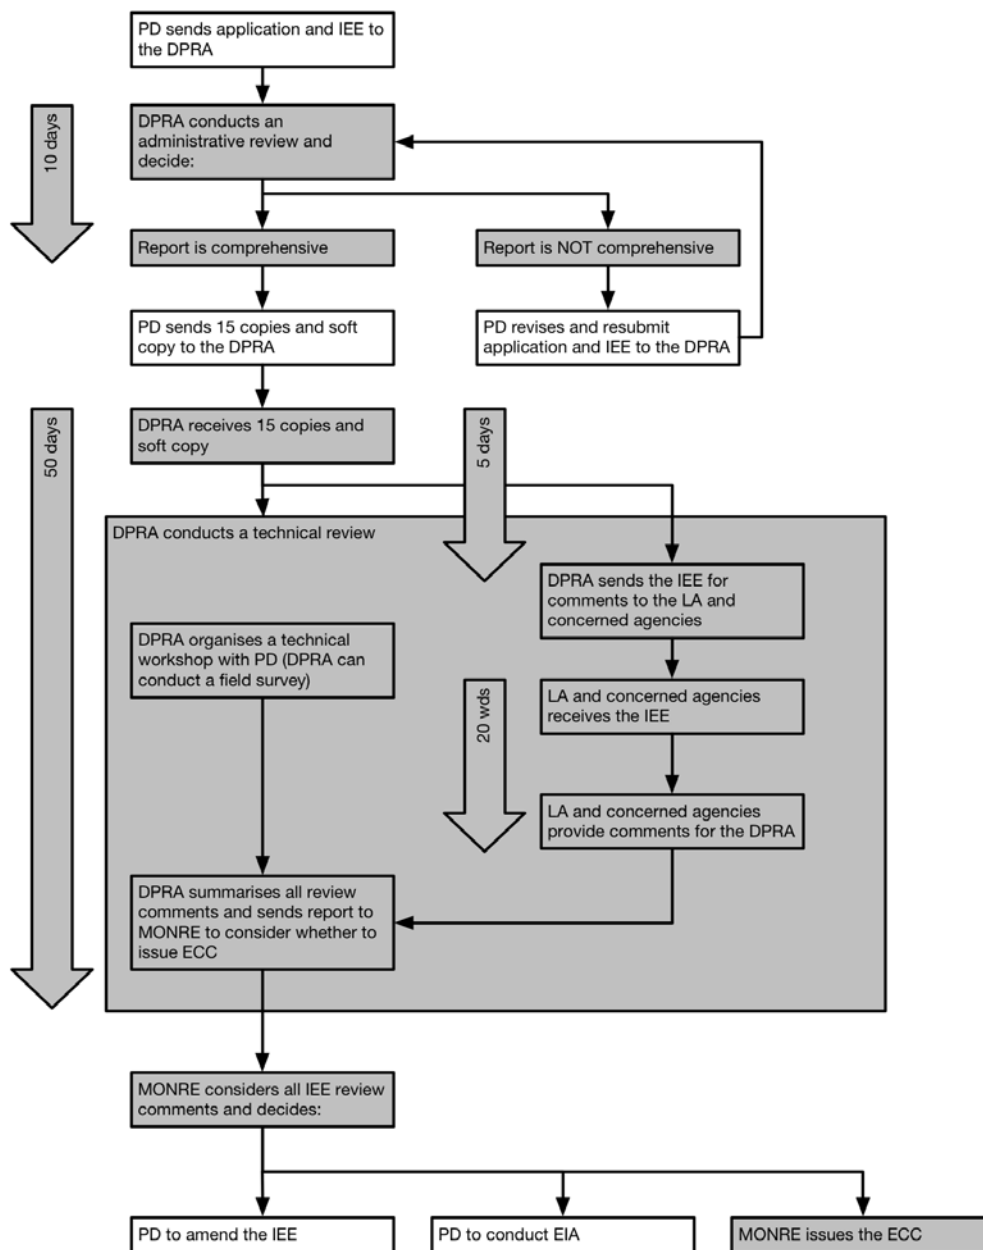 PD sends application and IEE to
the DPRA
10 days
DPRA conducts an
administrative review and
decide:
Report is comprehensive
Report is NOT comprehensive
PD sends 15 copies and soft
copy to the DPRA
PD revises and resubmit
application and IEE to the DPRA
50 days
DPRA receives 15 copies and
soft copy
5 days
DPRA conducts a technical review
DPRA sends the IEE for
comments to the LA and
concerned agencies
DPRA organises a technical
workshop with PD (DPRA can
conduct a field survey)
20 wds
LA and concerned agencies
receives the IEE
LA and concerned agencies
provide comments for the DPRA
DPRA summarises all review
comments and sends report to
MONRE to consider whether to
issue ECC
MONRE considers all IEE review
comments and decides:
PD to amend the IEE
PD to conduct EIA
MONRE issues the ECC